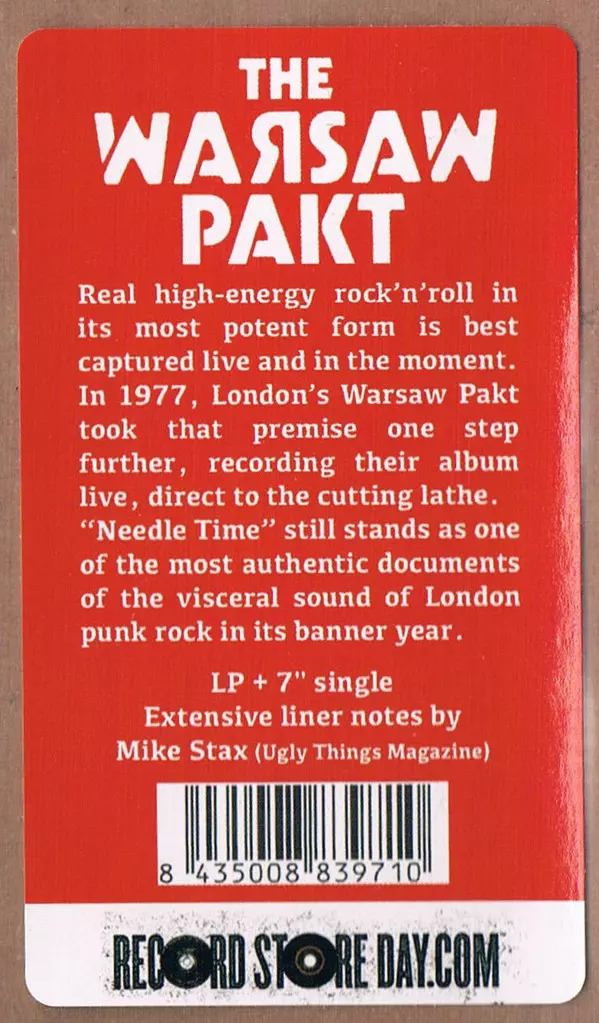 THE
WARSAW
PAKT
Real high-energy rock'n'roll in
its most potent form is best
captured live and in the moment.
In 1977, London's Warsaw Pakt
took that premise one step
further, recording their album
live, direct to the cutting lathe.
“Needle Time” still stands as one
of the most authentic documents
of the visceral sound of London
punk rock in its banner year.
LP + 7" single
Extensive liner notes by
Mike Stax (Ugly Things Magazine)
8 435008 839710
RECORD STORE DAY.COM